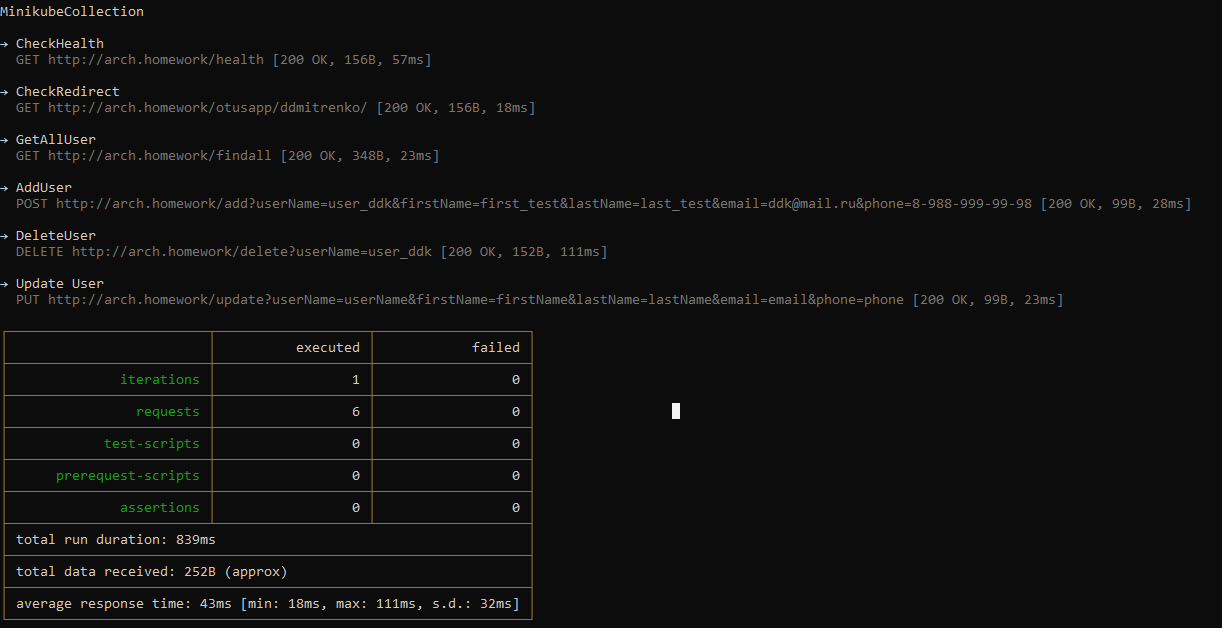 MinikubeCollection
→ CheckHealth
GET http://arch.homework/health [200 OK, 156B, 57ms]
→ CheckRedirect
GET http://arch.homework/otusapp/ddmitrenko/ [200 OK, 156B, 18ms]
→ GetAllUser
GET http://arch.homework/findall [200 OK, 348B, 23ms]
→ AddUser
POST http://arch.homework/add?userName=user_ddk&firstName=first_test&lastName=last_test&email=ddk@mail.ru&phone=8-988-999-99-98 [200 OK, 99B, 28ms]
→ DeleteUser
DELETE http://arch.homework/delete?userName=user_ddk [200 OK, 152B, 111ms]
→ Update User
PUT http://arch.homework/update?userName=userName&firstName=firstName&lastName=lastName&email=email&phone=phone [200 OK, 99B, 23ms]
executed failed
iterations 1 0
requests 6 0
test-scripts 0 0
prerequest-scripts 0 0
assertions 0 0
total run duration: 839ms
total data received: 252B (approx)
average response time: 43ms [min: 18ms, max: 111ms, s.d.: 32ms]